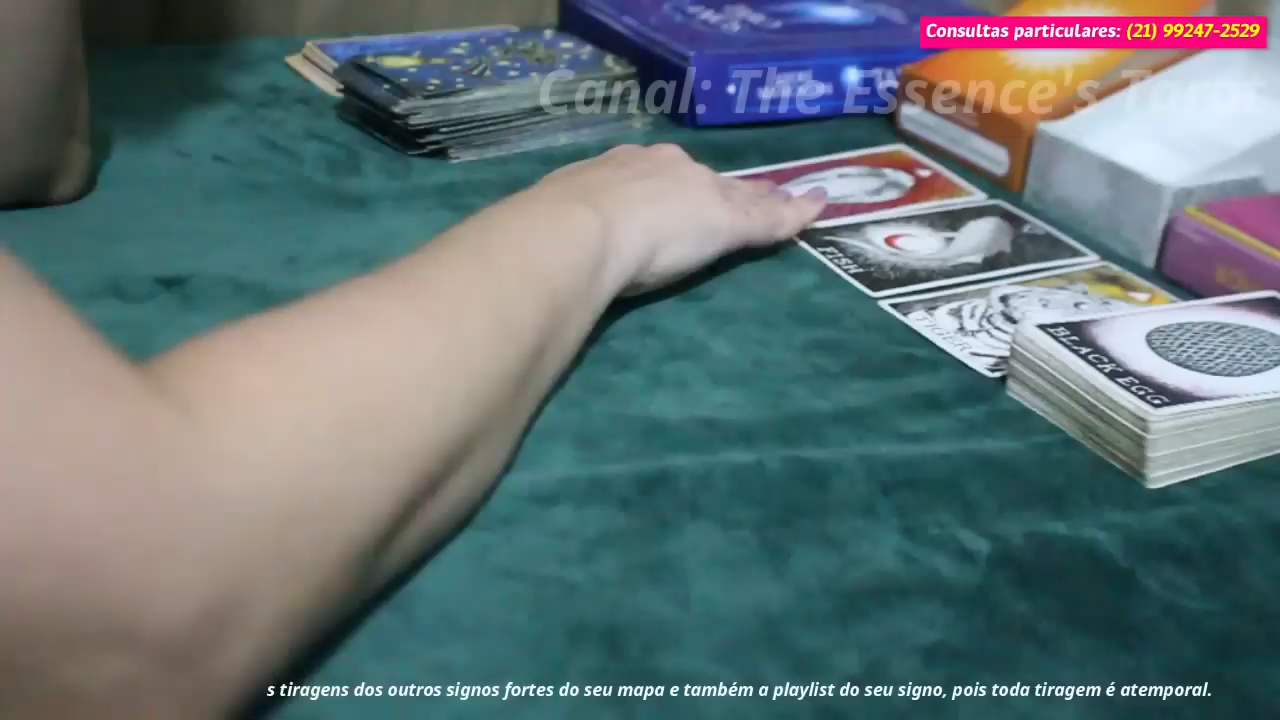 Consultas particulares: (21) 99247-2529
Canal: The Essence's Tarot
FISH
TIGER
BLACK EGG
s tiragens dos outros signos fortes do seu mapa e também a playlist do seu signo, pois toda tiragem é atemporal.